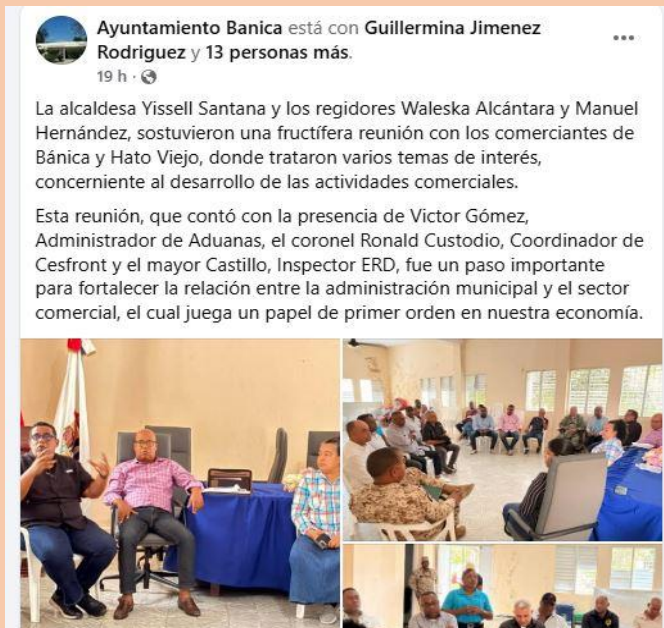 Ayuntamiento Banica está con Guillermina Jimenez
Rodriguez y 13 personas más.
19 h ·
La alcaldesa Yissell Santana y los regidores Waleska Alcántara y Manuel
Hernández, sostuvieron una fructífera reunión con los comerciantes de
Bánica y Hato Viejo, donde trataron varios temas de interés,
concerniente al desarrollo de las actividades comerciales.
Esta reunión, que contó con la presencia de Victor Gómez,
Administrador de Aduanas, el coronel Ronald Custodio, Coordinador de
Cesfront y el mayor Castillo, Inspector ERD, fue un paso importante
para fortalecer la relación entre la administración municipal y el sector
comercial, el cual juega un papel de primer orden en nuestra economía.